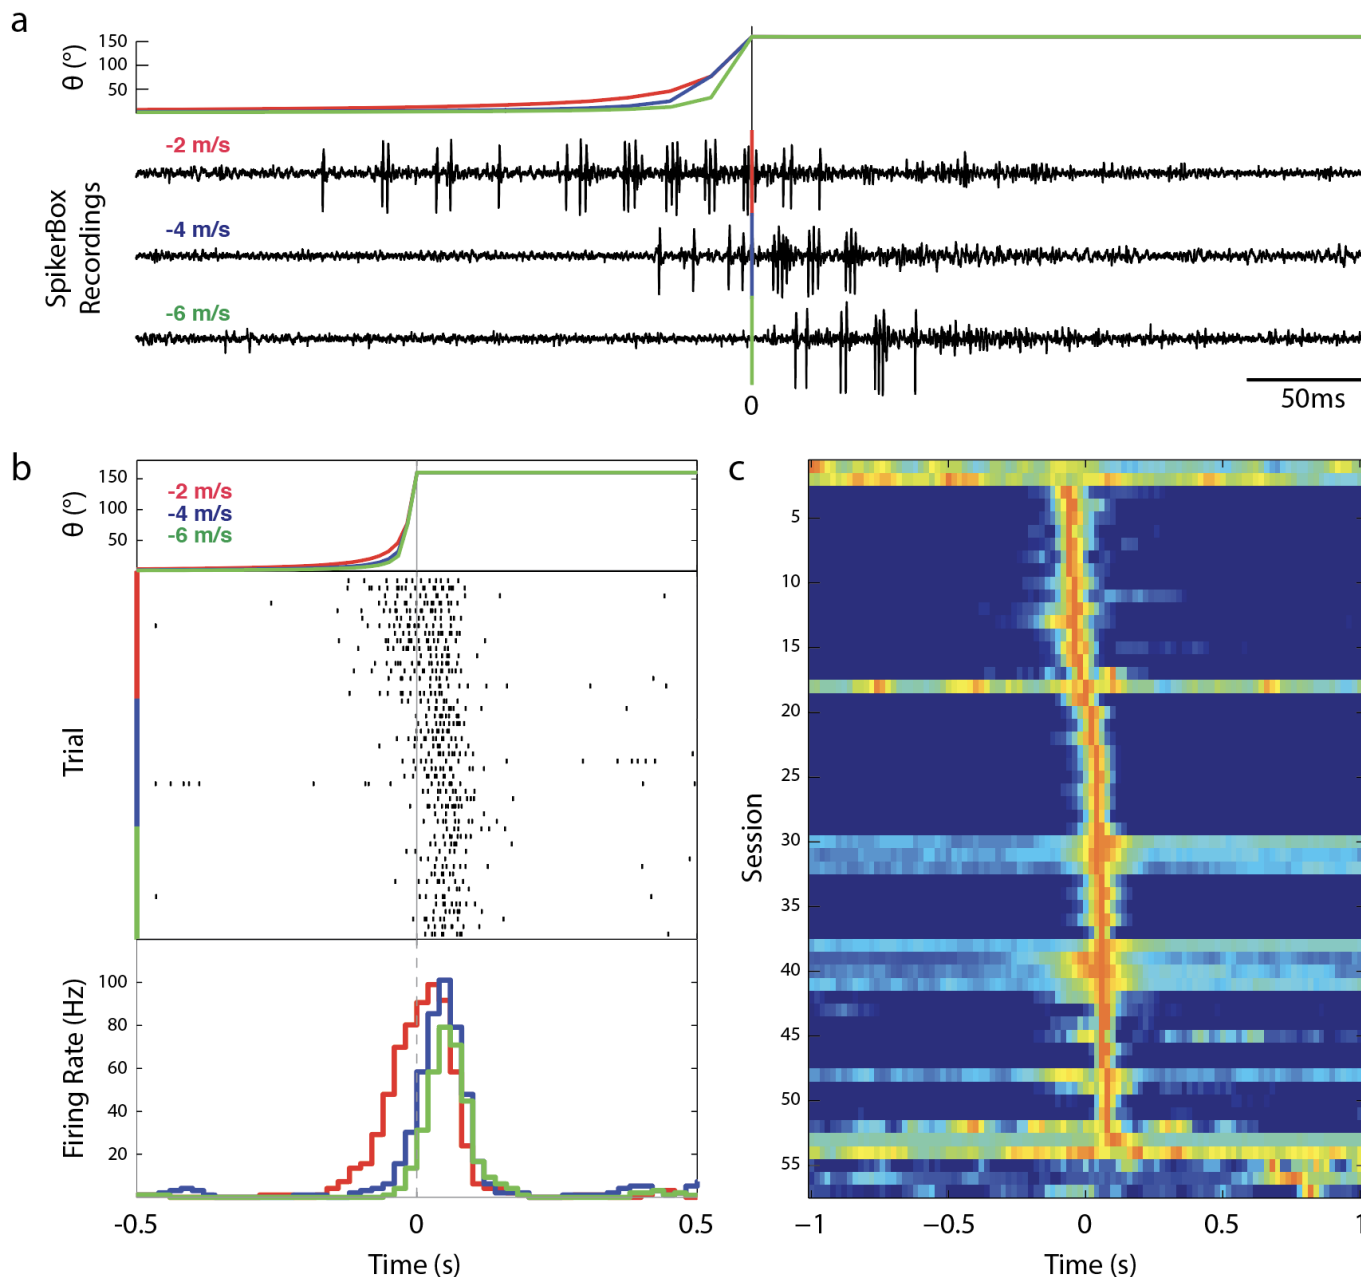 a
θ (°)
150
100
50
SpikerBox
Recordings
-2 m/s
-4 m/s
-6 m/s
0
50ms
b
θ (°)
150
100
50
-2 m/s
-4 m/s
-6 m/s
Trial
Firing Rate (Hz)
100
80
60
40
20
-0.5
0
0.5
Time (s)
c
Session
5
10
15
20
25
30
35
40
45
50
55
−1
−0.5
0
0.5
1
Time (s)